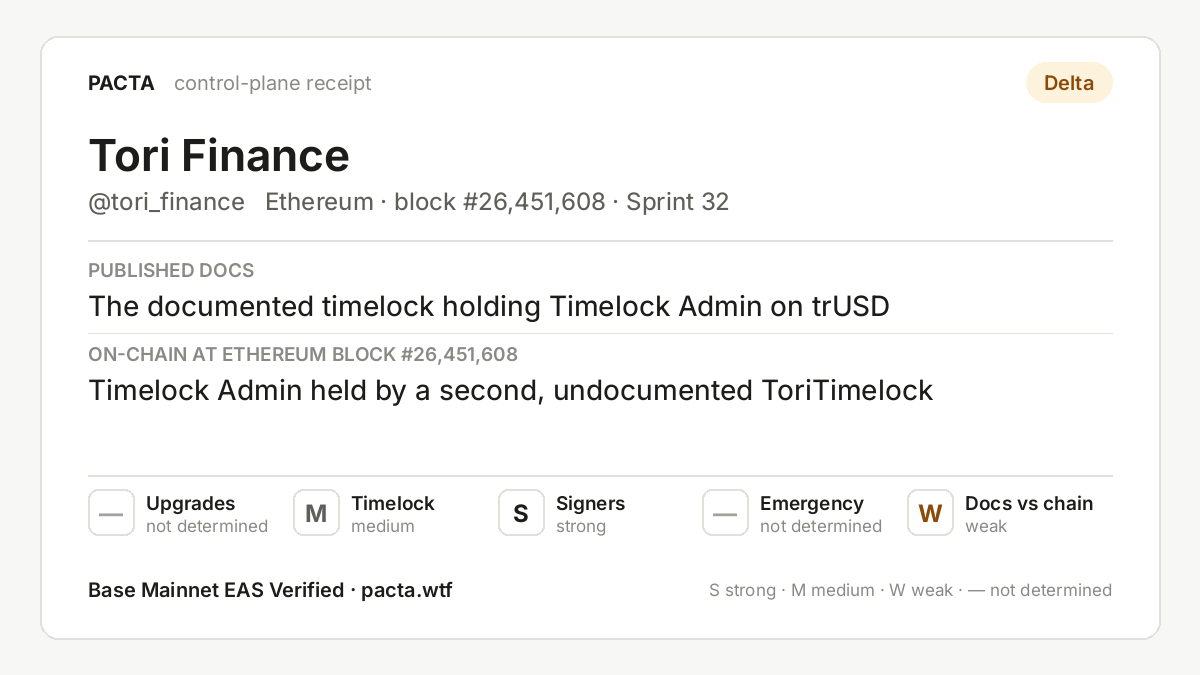 PACTA control-plane receipt Delta
Tori Finance
@tori_finance Ethereum · block #26,451,608 · Sprint 32
PUBLISHED DOCS
The documented timelock holding Timelock Admin on trUSD
ON-CHAIN AT ETHEREUM BLOCK #26,451,608
Timelock Admin held by a second, undocumented ToriTimelock
— Upgrades not determined
M Timelock medium
S Signers strong
— Emergency not determined
W Docs vs chain weak
Base Mainnet EAS Verified · pacta.wtf
S strong · M medium · W weak · — not determined